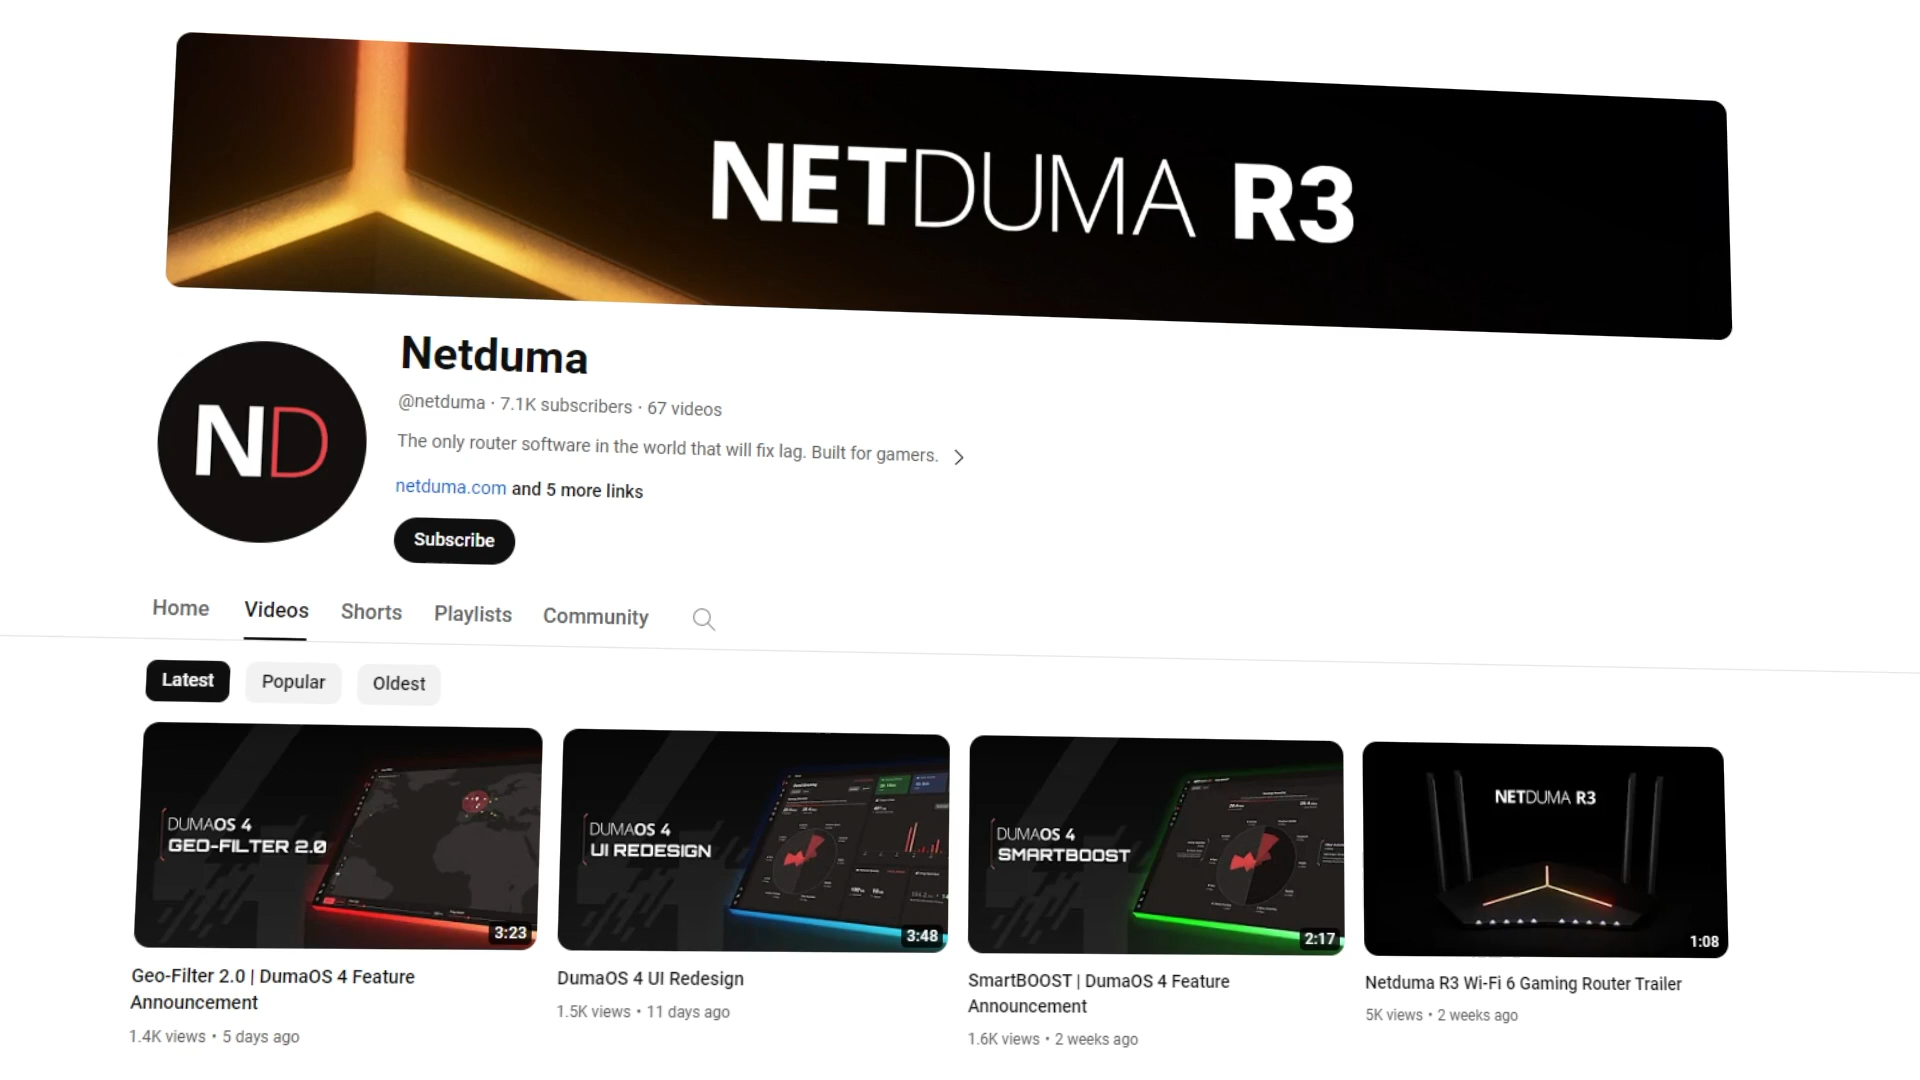 NETDUMA R3
ND
Netduma
@netduma · 7.1K subscribers · 67 videos
The only router software in the world that will fix lag. Built for gamers.
netduma.com and 5 more links
Subscribe
Home Videos Shorts Playlists Community
Latest Popular Oldest
DUMAOS 4
GEO-FILTER 2.0
3:23
DUMAOS 4
UI REDESIGN
3:48
DUMAOS 4
SMARTBOOST
2:17
NETDUMA R3
1:08
Geo-Filter 2.0 | DumaOS 4 Feature
Announcement
1.4K views • 5 days ago
DumaOS 4 UI Redesign
1.5K views • 11 days ago
SmartBOOST | DumaOS 4 Feature
Announcement
1.6K views • 2 weeks ago
Netduma R3 Wi-Fi 6 Gaming Router Trailer
5K views • 2 weeks ago